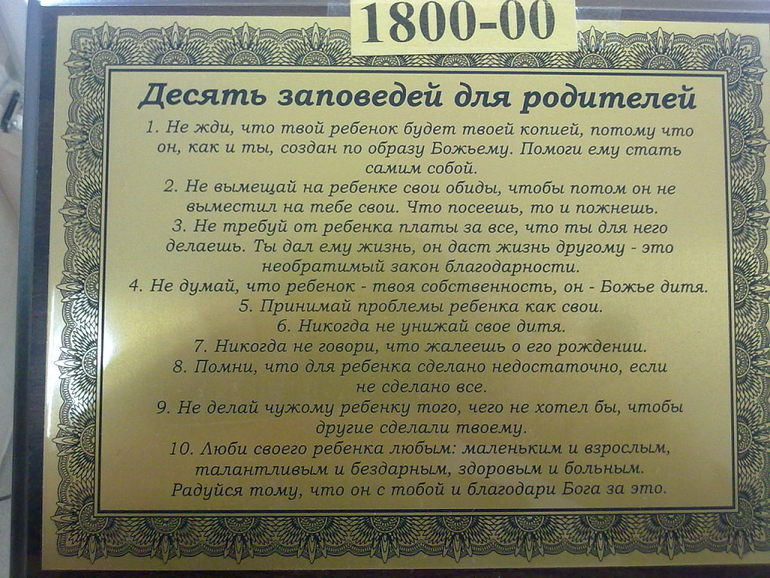 1800-00
Десять заповедей для родителей
1. Не жди, что твой ребенок будет твоей копией, потому что
он, как и ты, создан по образу Божьему. Помоги ему стать
самим собой.
2. Не вымещай на ребенке свои обиды, чтобы потом он не
выместил на тебе свои. Что посеешь, то и пожнешь.
3. Не требуй от ребенка платы за все, что ты для него
делаешь. Ты дал ему жизнь, он даст жизнь другому - это
необратимый закон благодарности.
4. Не думай, что ребенок - твоя собственность, он - Божье дитя.
5. Принимай проблемы ребенка как свои.
6. Никогда не унижай свое дитя.
7. Никогда не говори, что жалеешь о его рождении.
8. Помни, что для ребенка сделано недостаточно, если
не сделано все.
9. Не делай чужому ребенку того, чего не хотел бы, чтобы
другие сделали твоему.
10. Люби своего ребенка любым: маленьким и взрослым,
талантливым и бездарным, здоровым и больным.
Радуйся тому, что он с тобой и благодари Бога за это.